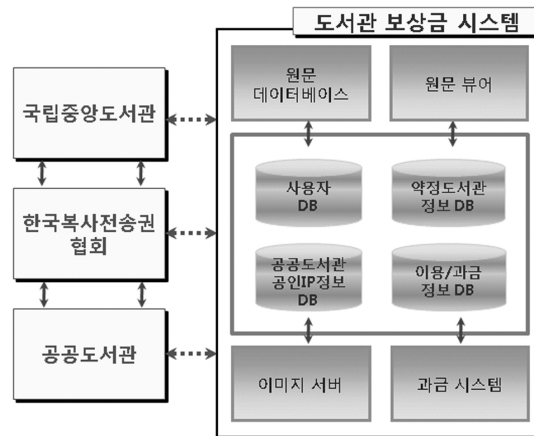 도서관 보상금 시스템
국립중앙도서관
한국복사전송권
협회
공공도서관
원문
데이터베이스
원문 뷰어
사용자
DB
약정도서관
정보 DB
공공도서관
공인IP정보
DB
이용/과금
정보 DB
이미지 서버
과금 시스템